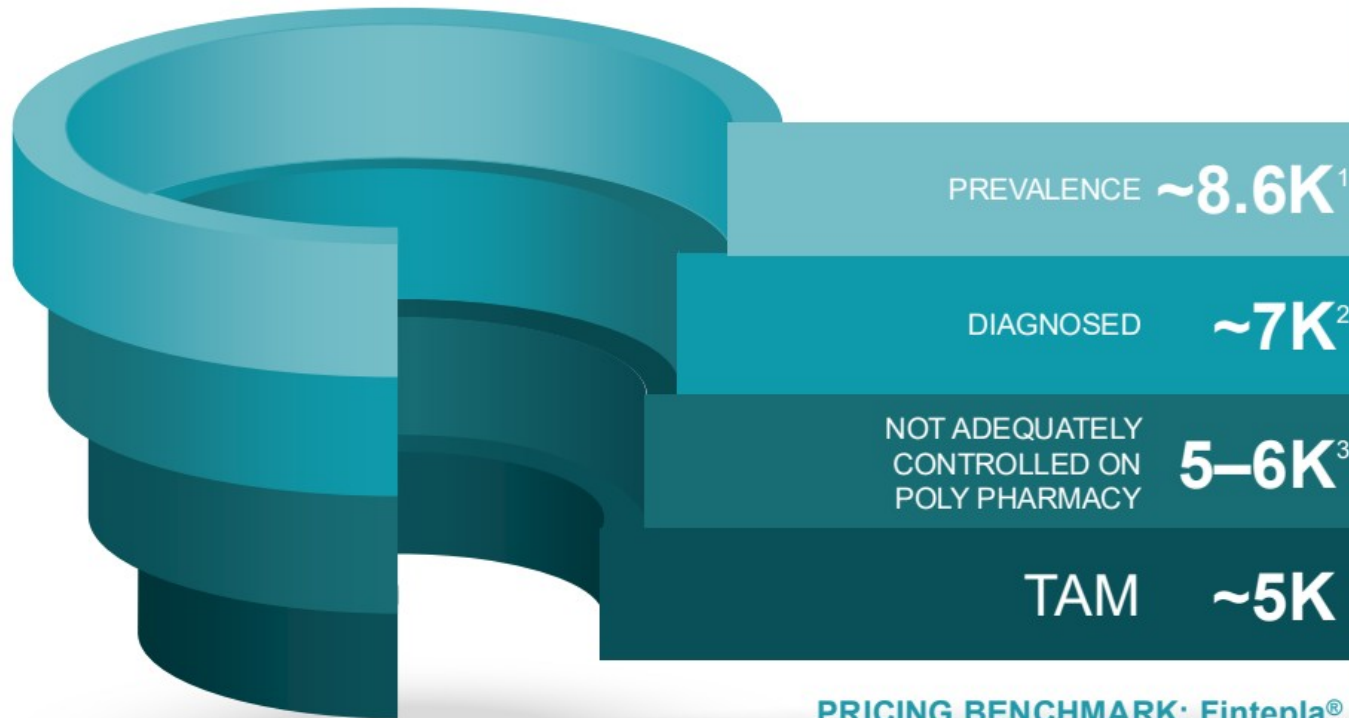 PREVALENCE ~8.6K¹
DIAGNOSED ~7K²
NOT ADEQUATELY
CONTROLLED ON
POLY PHARMACY 5–6K³
TAM ~5K
PRICING BENCHMARK: Fintepla®